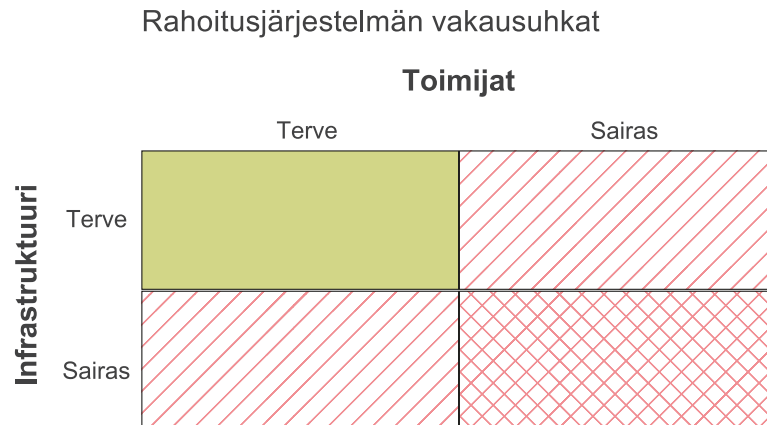 Rahoitusjärjestelmän vakausuhkat
Toimijat
Terve
Sairas
Infrastruktuuri
Terve
Sairas